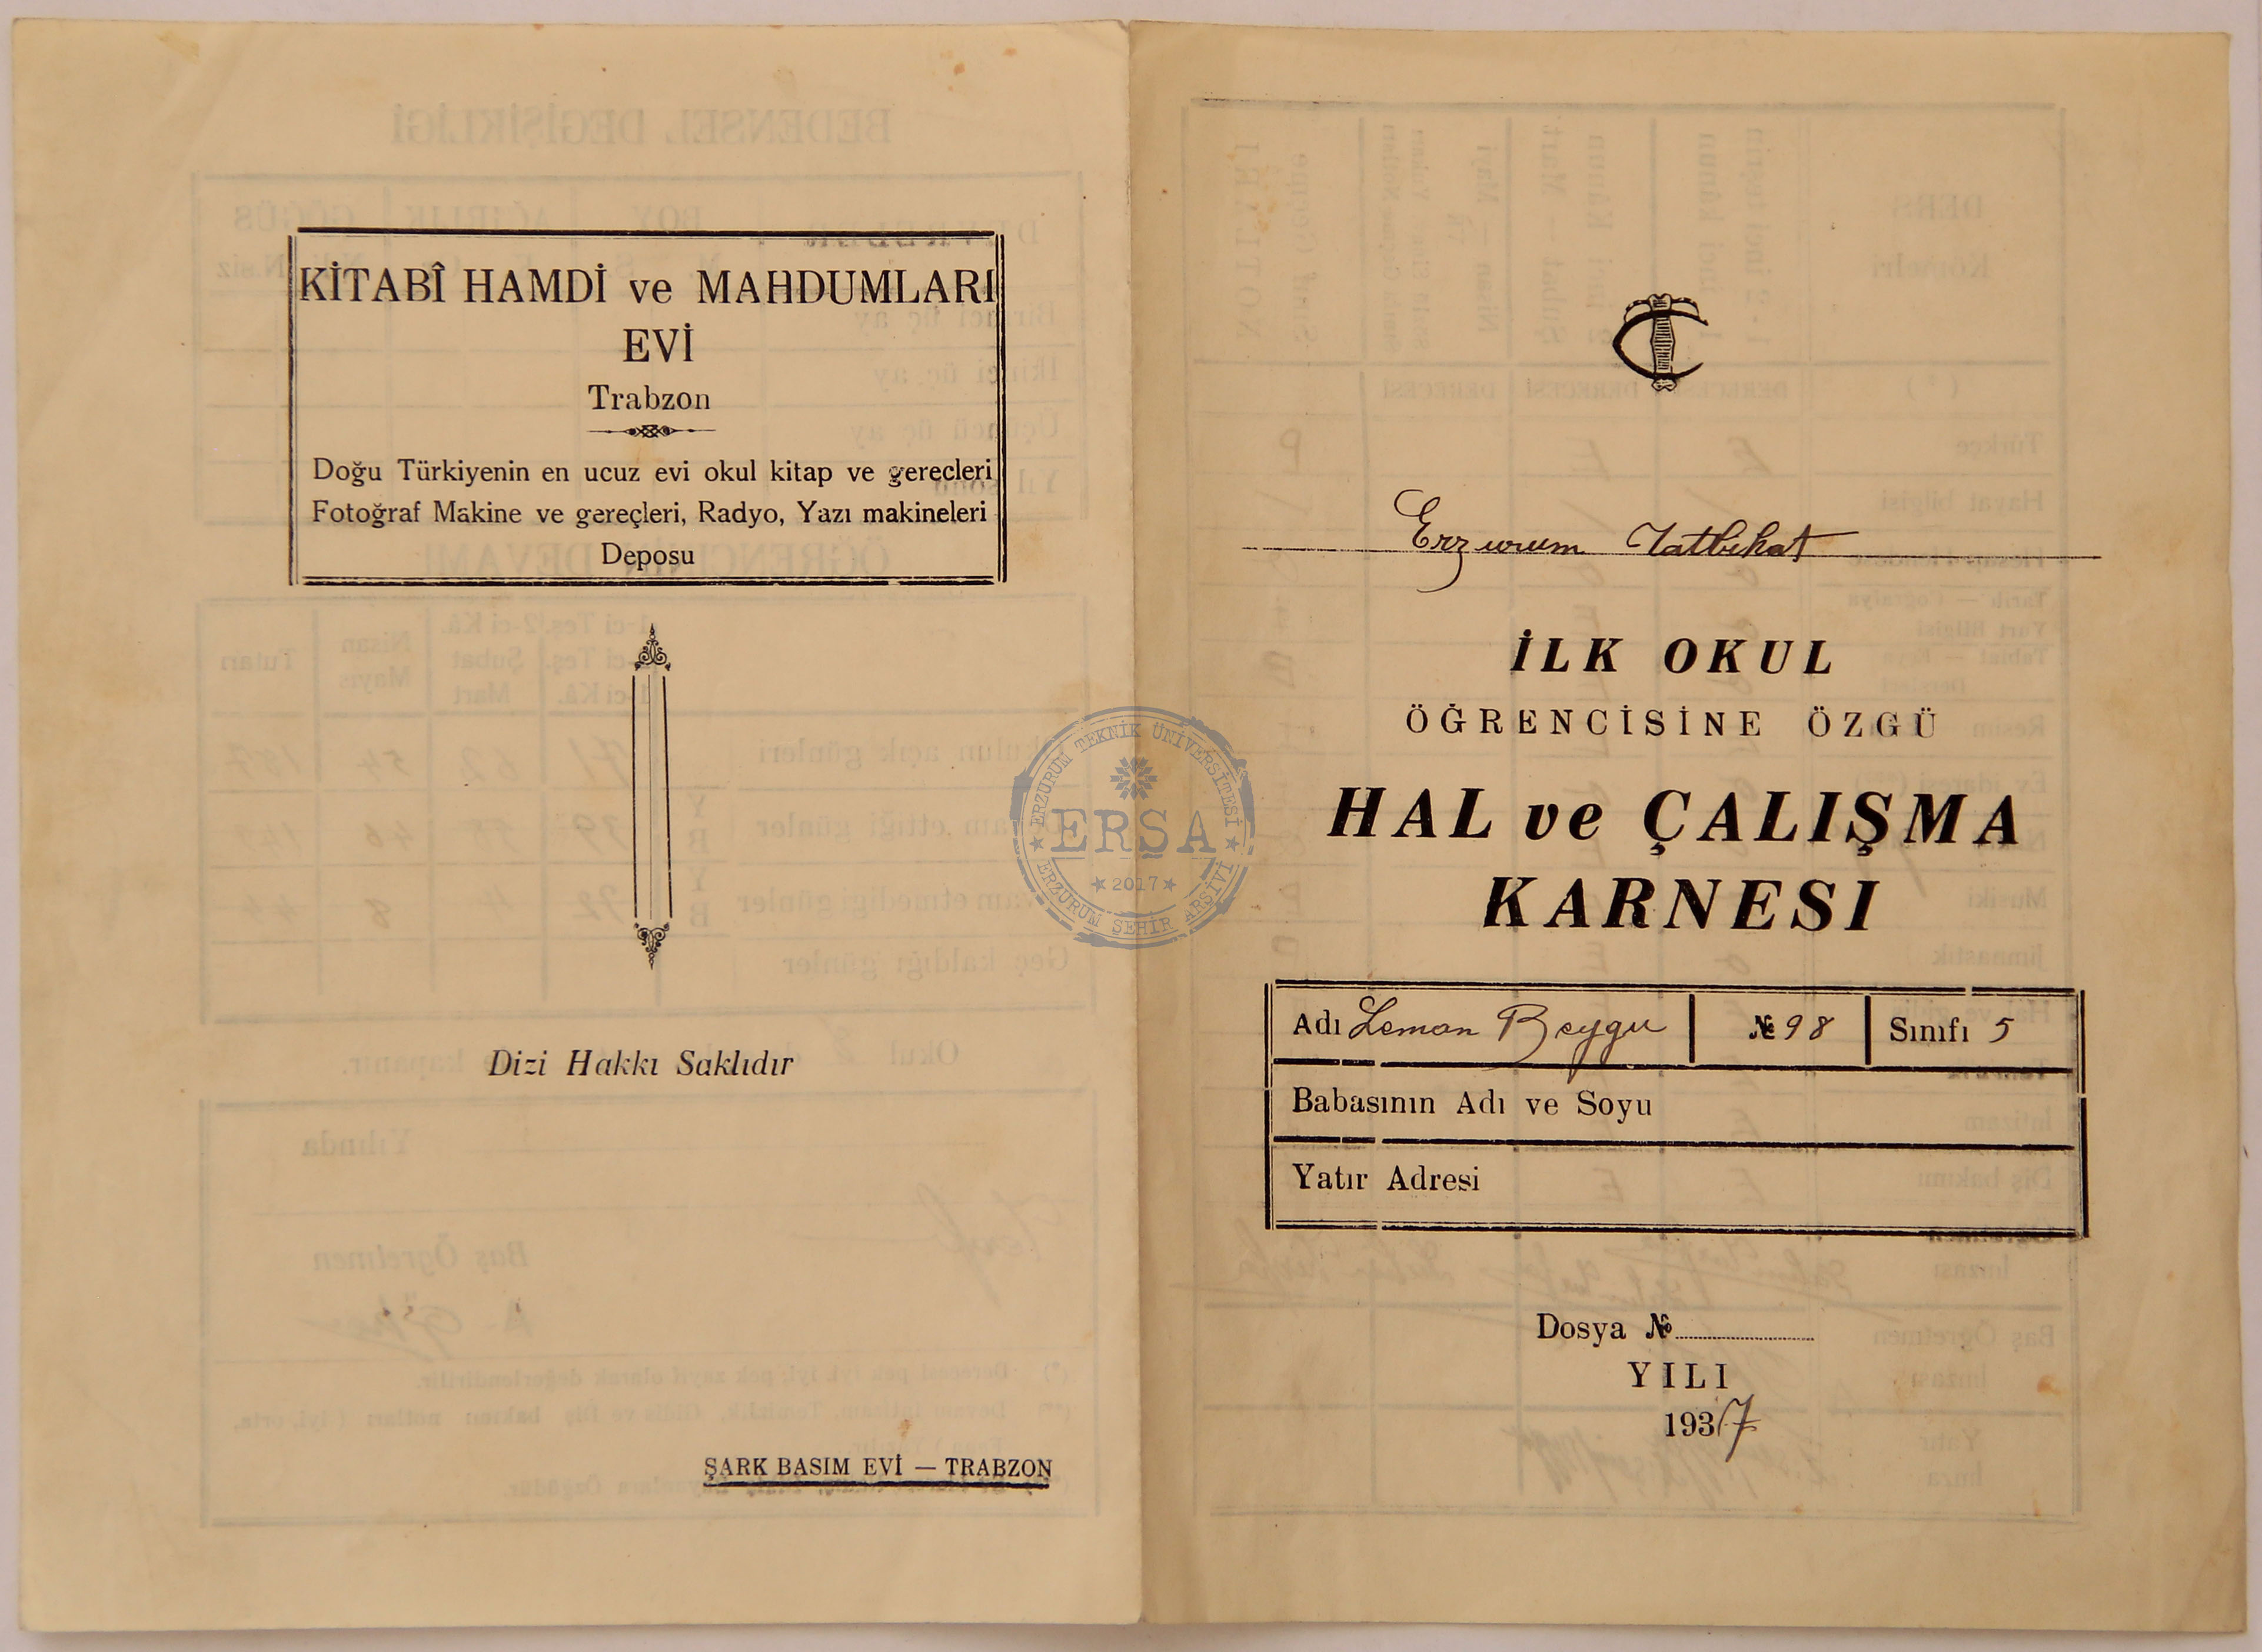 KİTABÎ HAMDİ ve MAHDUMLARI
EVİ
Trabzon
Doğu Türkiyenin en ucuz evi okul kitap ve gereçleri
Fotoğraf Makine ve gereçleri, Radyo, Yazı makineleri
Deposu
Dizi Hakkı Saklıdır
ŞARK BASIM EVİ — TRABZON
ERZURUM TEKNİK ÜNİVERSİTESİ
ERŞA
2017
ERZURUM ŞEHİR ARŞİVİ
Erzurum Tatbikat
İLK OKUL
ÖĞRENCİSİNE ÖZGÜ
HAL ve ÇALIŞMA
KARNESI
Adı Leman Beygu № 98 Sınıfı 5
Babasının Adı ve Soyu
Yatır Adresi
Dosya №
YILI
1937